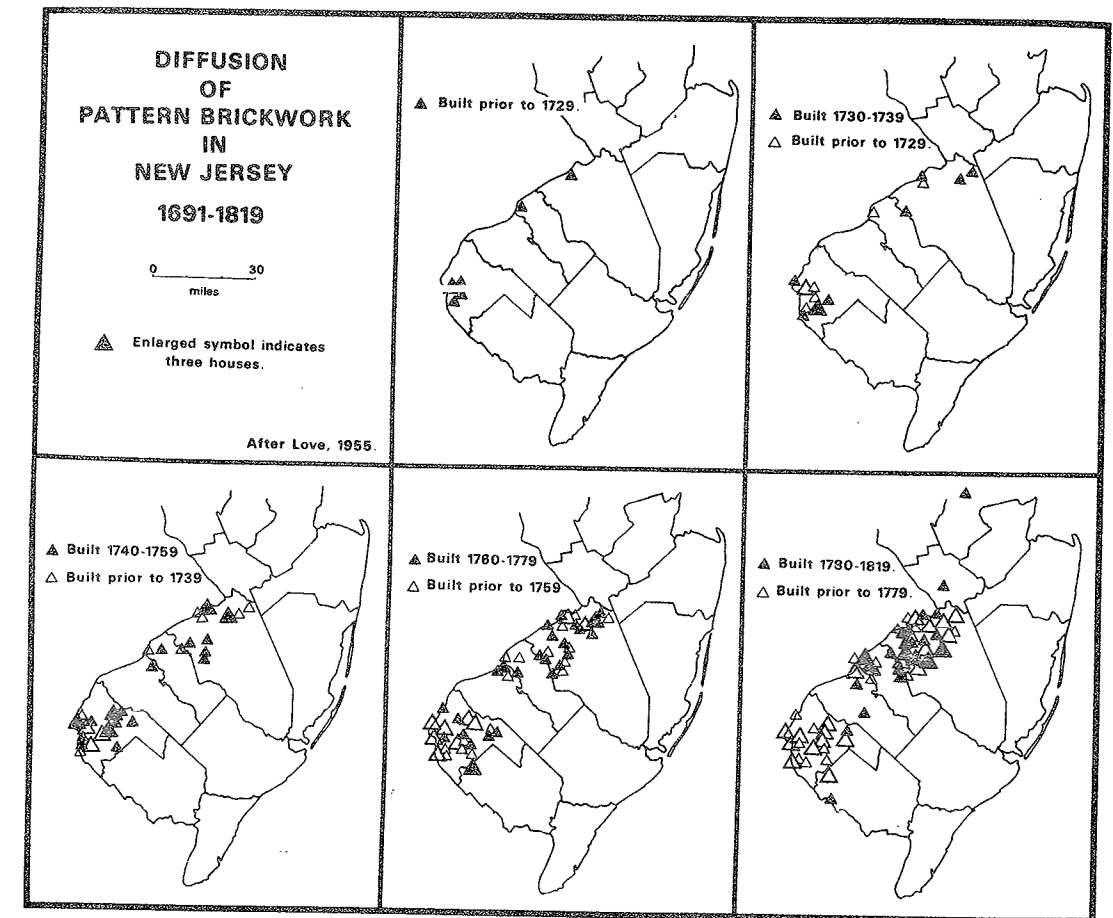 DIFFUSION
OF
PATTERN BRICKWORK
IN
NEW JERSEY
1691-1819
0 30
miles
Enlarged symbol indicates
three houses.
After Love, 1955.
Built prior to 1729.
Built 1730-1739
Built prior to 1729.
Built 1740-1759
Built prior to 1739
Built 1760-1779
Built prior to 1759
Built 1780-1819.
Built prior to 1779.